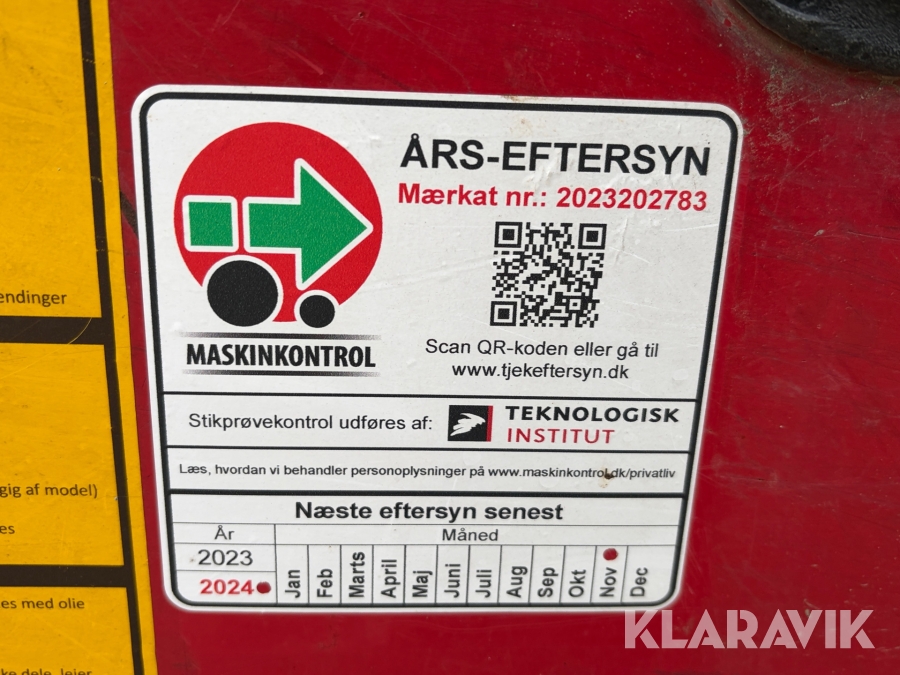 ÅRS-EFTERSYN
Mærkat nr.: 2023202783
MASKINKONTROL
Scan QR-koden eller gå til
www.tjekeftersyn.dk
Stikprøvekontrol udføres af:
TEKNOLOGISK
INSTITUT
Læs, hvordan vi behandler personoplysninger på www.maskinkontrol.dk/privatliv
Næste eftersyn senest
År Måned
2023
2024 Jan Feb Marts April Maj Juni Juli Aug Sep Okt Nov Dec
endinger
gig af model)
es
es med olie
ke dele, lejer
KLARAVIK